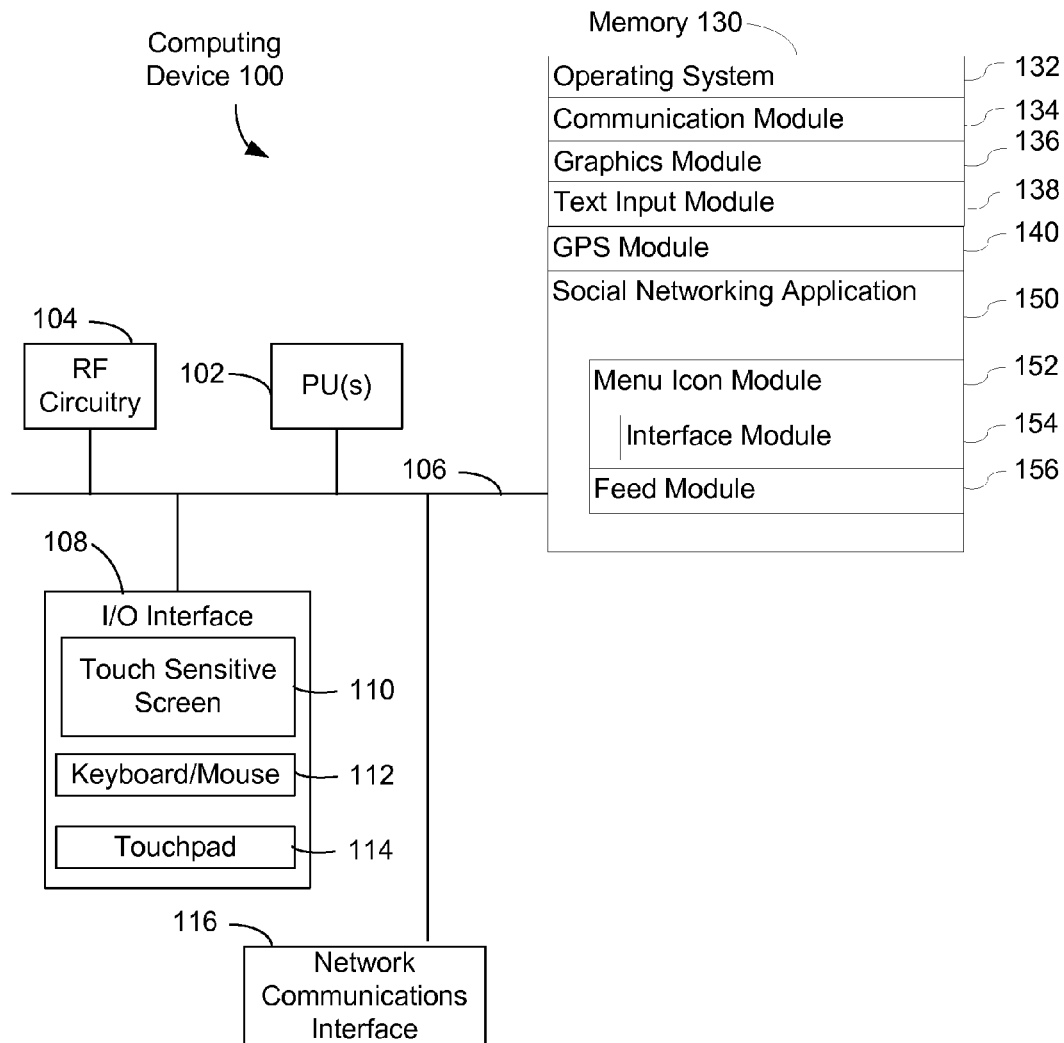 Computing
Device 100
Memory 130
Operating System
132
Communication Module
134
Graphics Module
136
Text Input Module
138
GPS Module
140
Social Networking Application
150
Menu Icon Module
152
Interface Module
154
Feed Module
156
104
RF
Circuitry
102
PU(s)
106
108
I/O Interface
Touch Sensitive
Screen
110
Keyboard/Mouse
112
Touchpad
114
116
Network
Communications
Interface